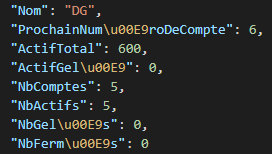 "Nom": "DG",
"ProchainNum\u00E9roDeCompte": 6,
"ActifTotal": 600,
"ActifGel\u00E9": 0,
"NbComptes": 5,
"NbActifs": 5,
"NbGel\u00E9s": 0,
"NbFerm\u00E9s": 0